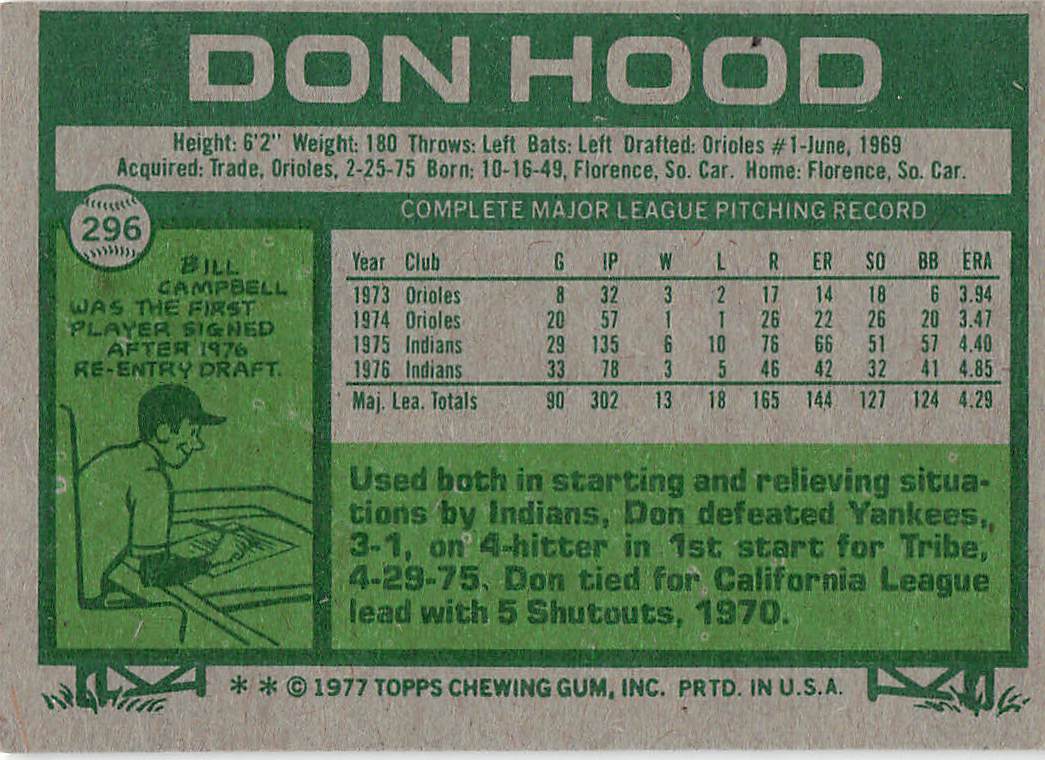 DON HOOD
Height: 6'2" Weight: 180 Throws: Left Bats: Left Drafted: Orioles #1-June, 1969
Acquired: Trade, Orioles, 2-25-75 Born: 10-16-49, Florence, So. Car. Home: Florence, So. Car.
296
BILL
CAMPBELL
WAS THE FIRST
PLAYER SIGNED
AFTER 1976
RE-ENTRY DRAFT.
COMPLETE MAJOR LEAGUE PITCHING RECORD
Year Club G IP W L R ER SO BB ERA
1973 Orioles 8 32 3 2 17 14 18 6 3.94
1974 Orioles 20 57 1 1 26 22 26 20 3.47
1975 Indians 29 135 6 10 76 66 51 57 4.40
1976 Indians 33 78 3 5 46 42 32 41 4.85
Maj. Lea. Totals 90 302 13 18 165 144 127 124 4.29
Used both in starting and relieving situa-
tions by Indians, Don defeated Yankees,
3-1, on 4-hitter in 1st start for Tribe,
4-29-75. Don tied for California League
lead with 5 Shutouts, 1970.
* * © 1977 TOPPS CHEWING GUM, INC. PRTD. IN U.S.A.